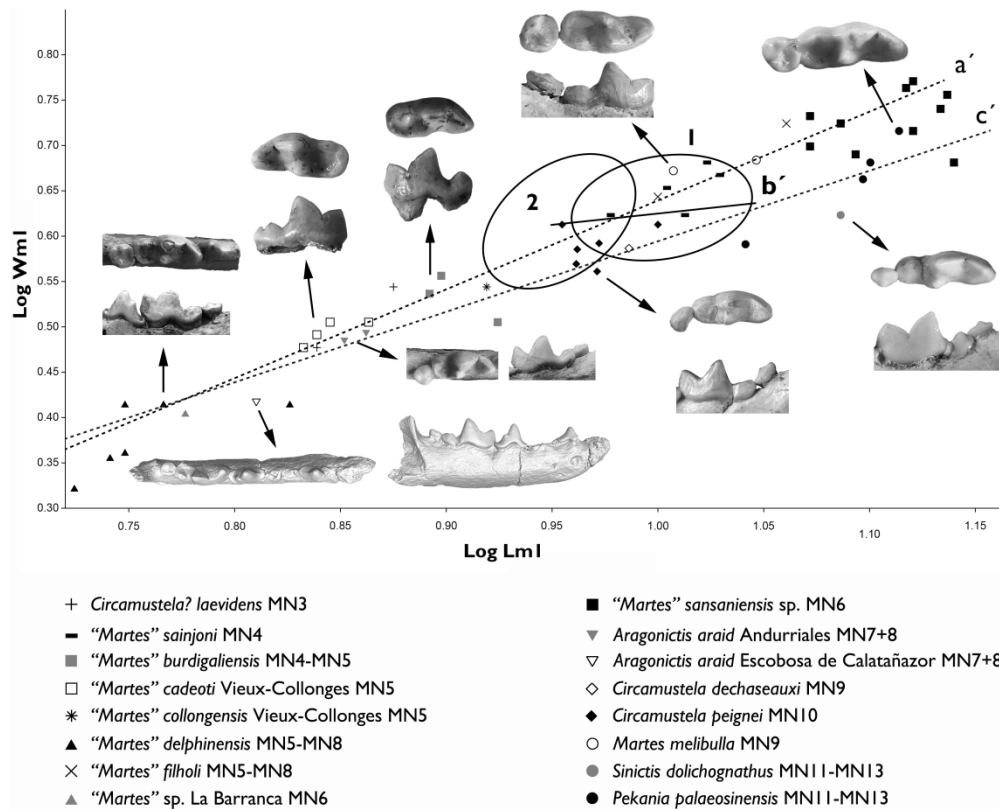 0.80
0.75
0.70
0.65
0.60
0.55
0.50
0.45
0.40
0.35
0.30
Log Wm1
a´
c´
1
b´
2
0.75
0.80
0.85
0.90
0.95
1.00
1.05
1.10
1.15
Log Lm1
Circamustela? laevidens MN3
"Martes" sainjoni MN4
"Martes" burdigaliensis MN4-MN5
"Martes" cadeoti Vieux-Collonges MN5
"Martes" collongensis Vieux-Collonges MN5
"Martes" delphinensis MN5-MN8
"Martes" filholi MN5-MN8
"Martes" sp. La Barranca MN6
"Martes" sansaniensis sp. MN6
Aragonictis araid Andurriales MN7+8
Aragonictis araid Escobosa de Calatañazor MN7+8
Circamustela dechaseauxi MN9
Circamustela peignei MN10
Martes melibulla MN9
Sinictis dolichognathus MN11-MN13
Pekania palaeosinensis MN11-MN13